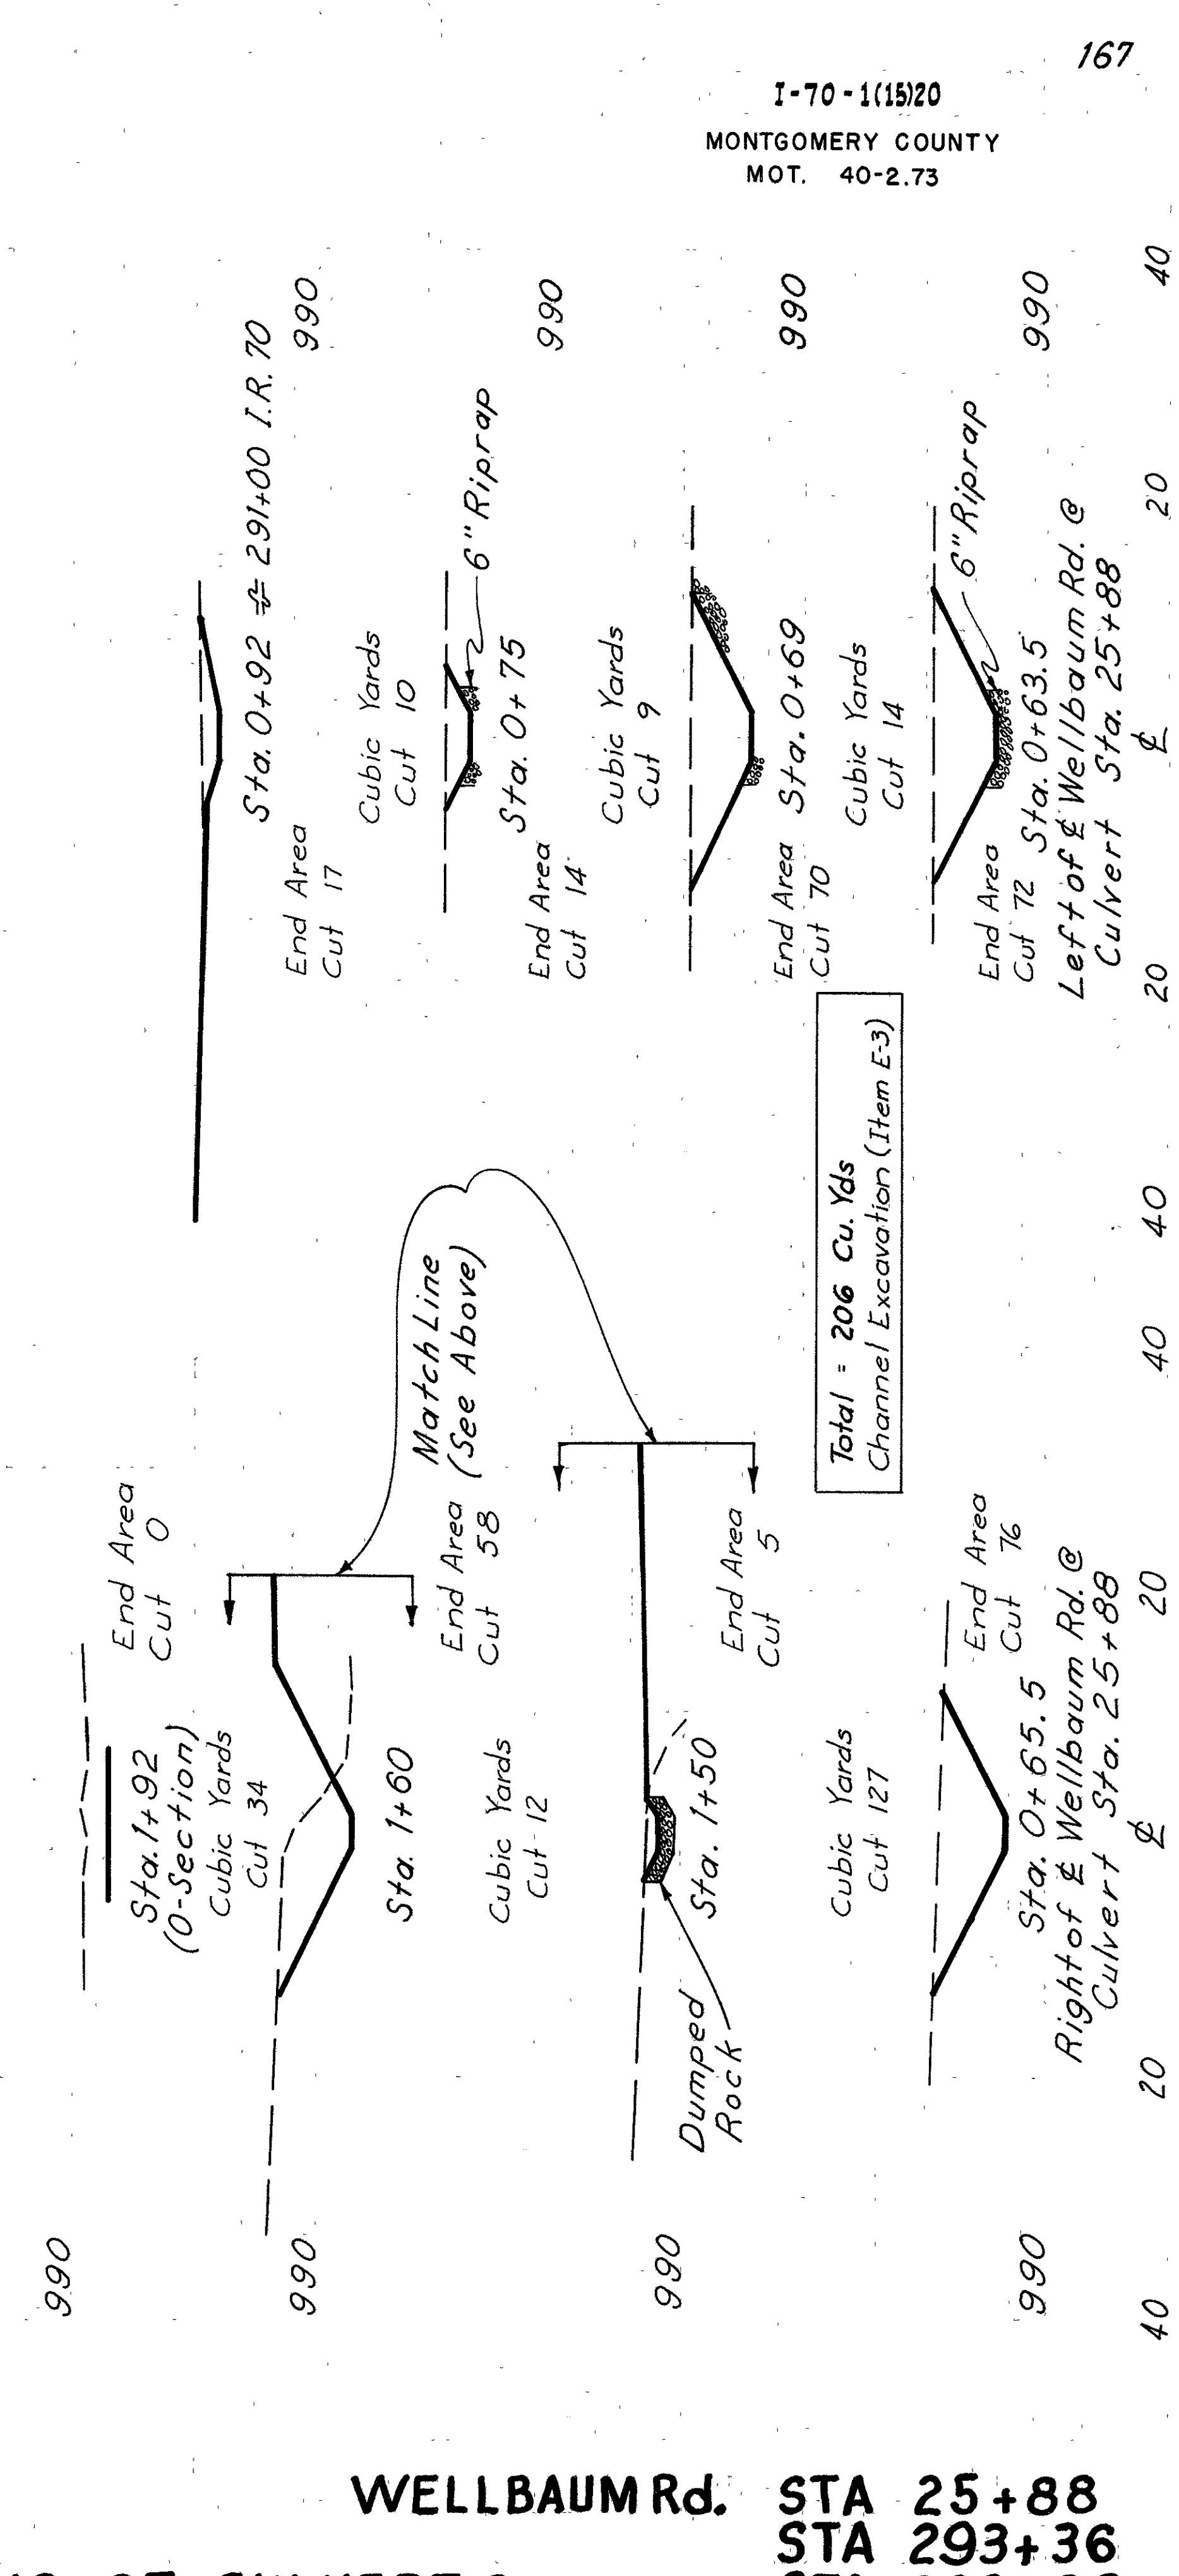 167
I-70-1(15)20
MONTGOMERY COUNTY
MOT. 40-2.73
990
End Area
Cut 0
Sta. 1+92
(0-Section)
Cubic Yards
Cut 34
990
End Area
Cut 58
Sta. 1+60
Match Line
(See Above)
Cubic Yards
Cut 12
990
End Area
Cut 5
Sta. 1+50
Dumped
Rock
Cubic Yards
Cut 127
990
End Area
Cut 76
Sta. 0+65.5
Right of ℄ Wellbaum Rd. @
Culvert Sta. 25+88
40 20 ℄ 20 40
Sta. 0+92 ≑ 291+00 I.R. 70
990
End Area
Cut 17
Cubic Yards
Cut 10
6" Riprap
990
Sta. 0+75
End Area
Cut 14
Cubic Yards
Cut 9
990
Sta. 0+69
End Area
Cut 70
Cubic Yards
Cut 14
6" Riprap
990
End Area
Cut 72
Sta. 0+63.5
Left of ℄ Wellbaum Rd. @
Culvert Sta. 25+88
40 20 ℄ 20 40
Total = 206 Cu. Yds
Channel Excavation (Item E-3)
WELLBAUM Rd. STA 25+88
STA 293+36